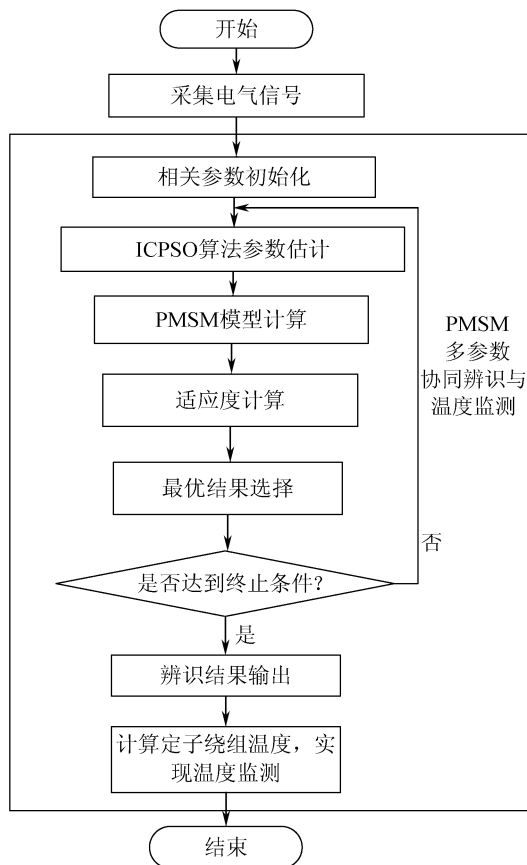 开始
采集电气信号
相关参数初始化
ICPSO算法参数估计
PMSM模型计算
适应度计算
最优结果选择
是否达到终止条件?
否
是
辨识结果输出
计算定子绕组温度，实
现温度监测
结束
PMSM
多参数
协同辨识与
温度监测